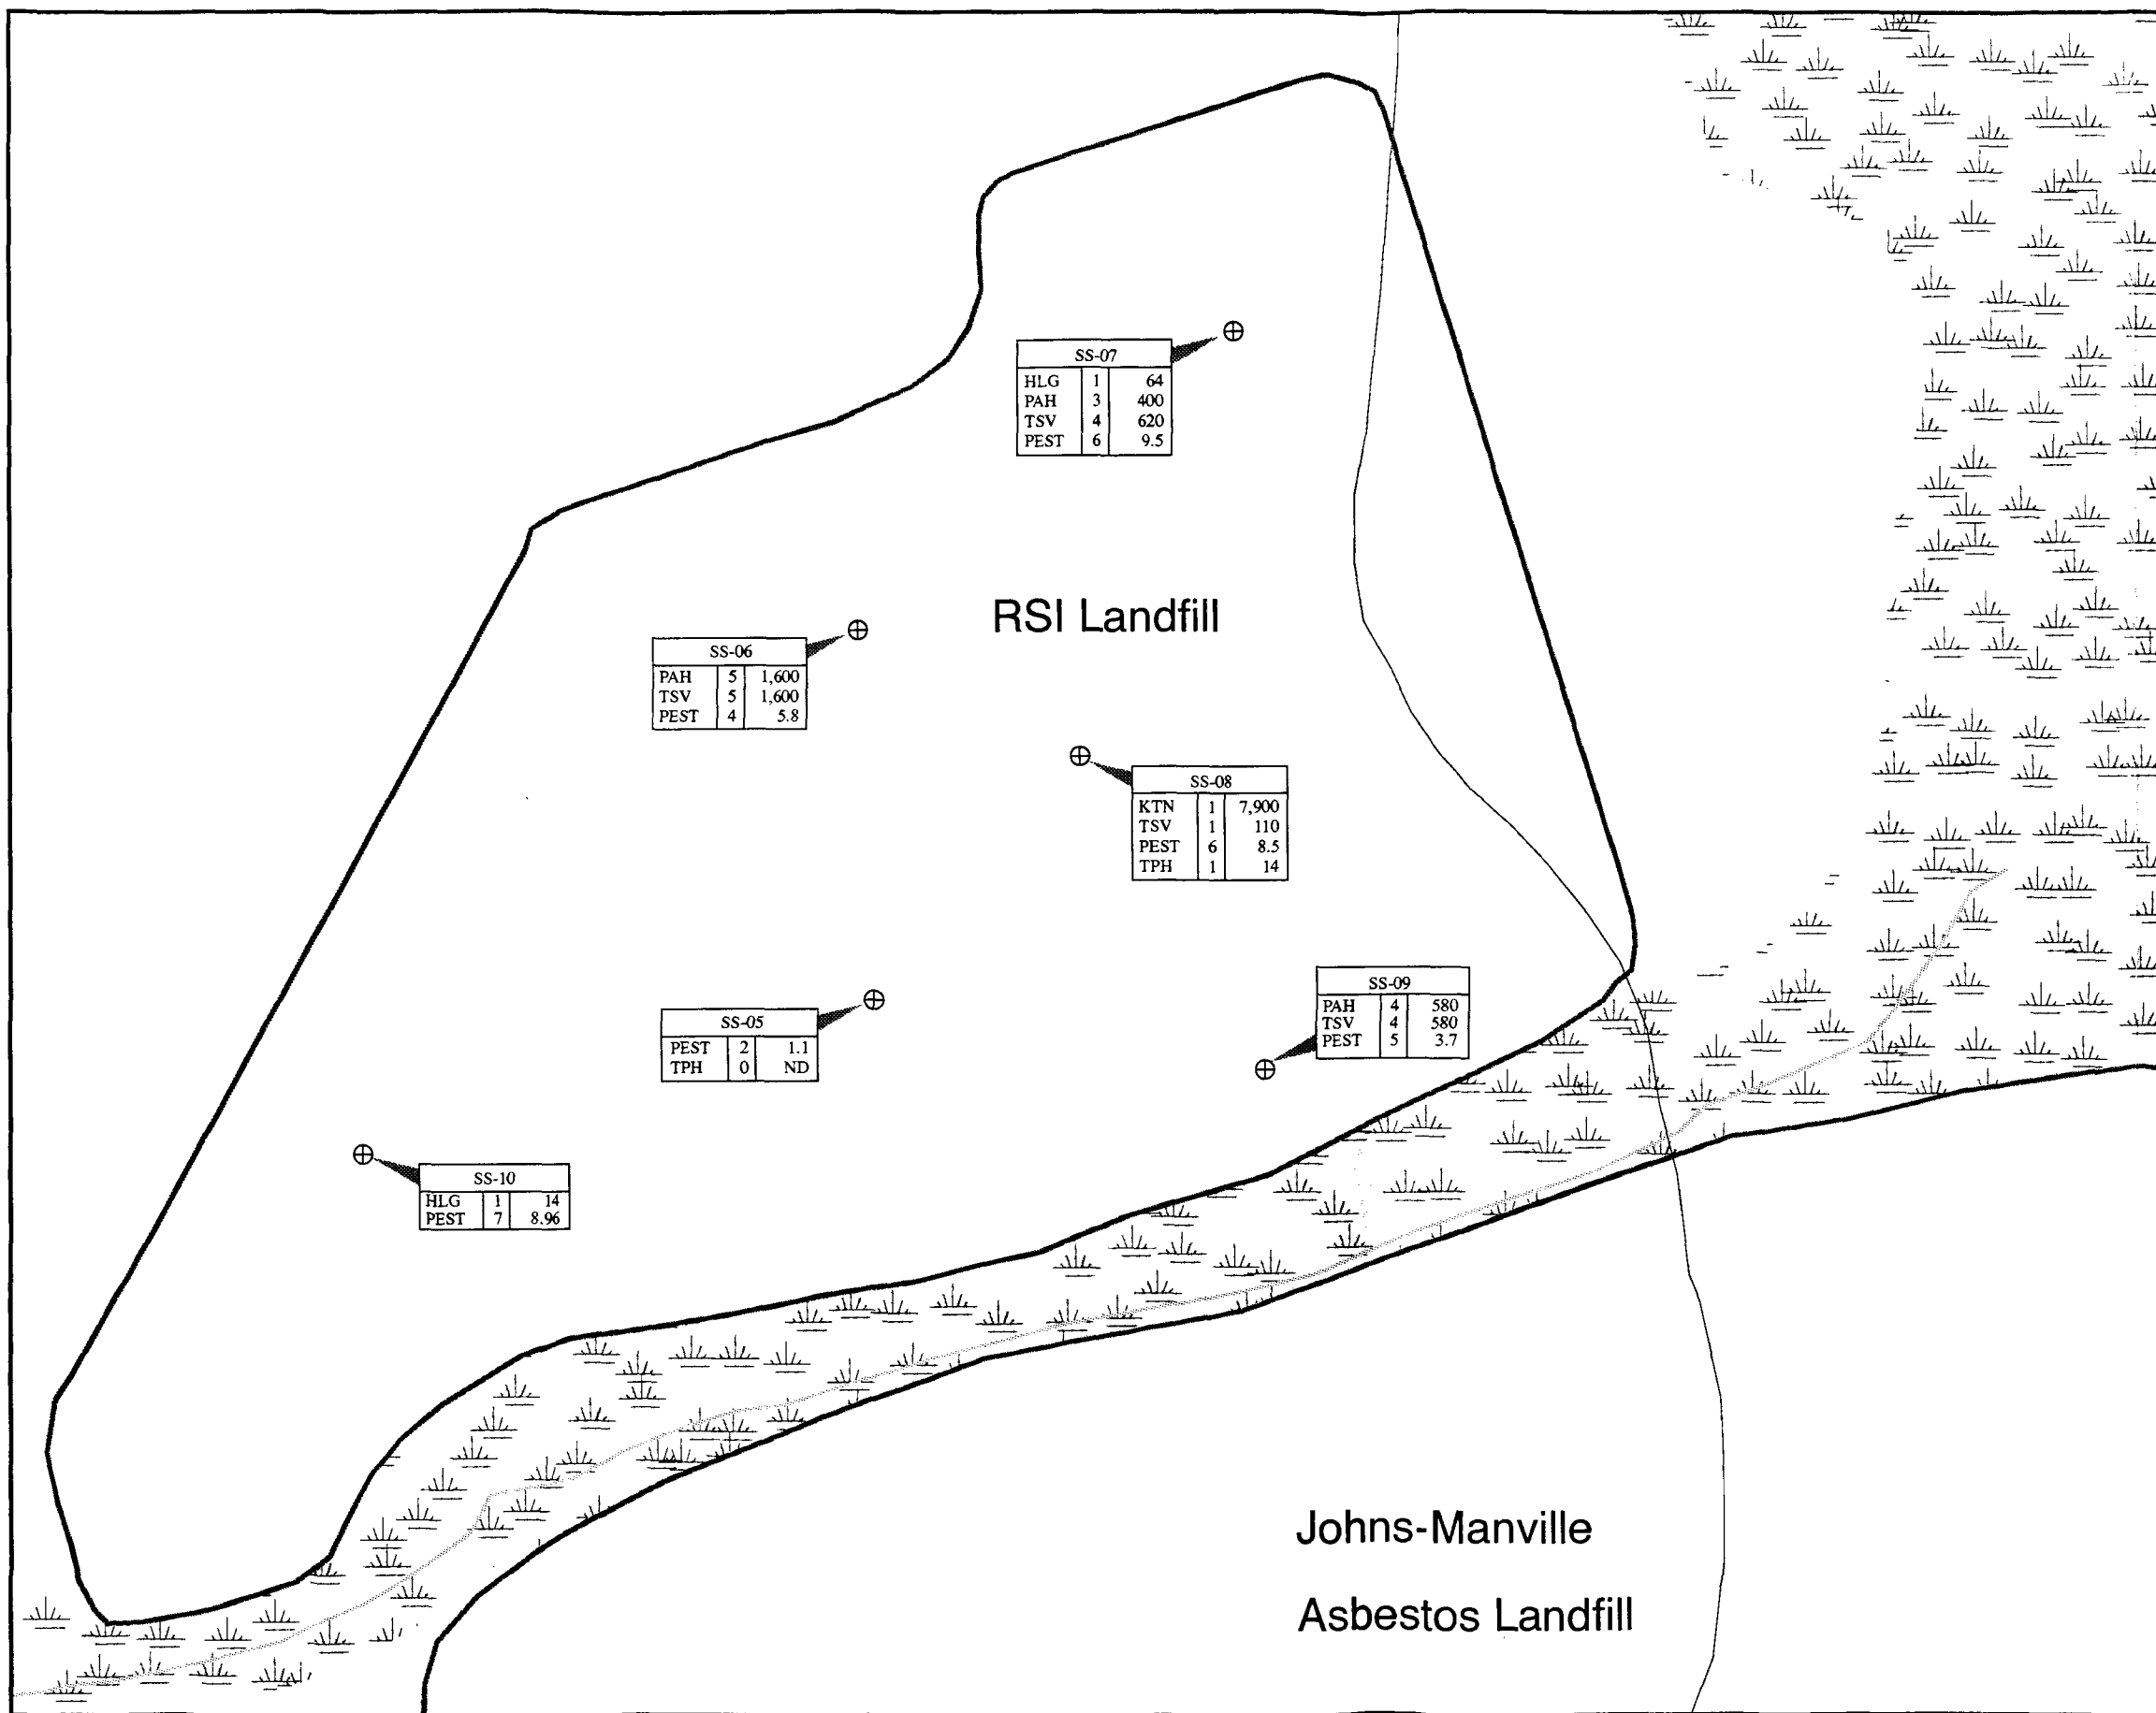 SS-07
HLG 1 64
PAH 3 400
TSV 4 620
PEST 6 9.5
RSI Landfill
SS-06
PAH 5 1,600
TSV 5 1,600
PEST 4 5.8
SS-08
KTN 1 7,900
TSV 1 110
PEST 6 8.5
TPH 1 14
SS-09
PAH 4 580
TSV 4 580
PEST 5 3.7
SS-05
PEST 2 1.1
TPH 0 ND
SS-10
HLG 1 14
PEST 7 8.96
Johns-Manville
Asbestos Landfill